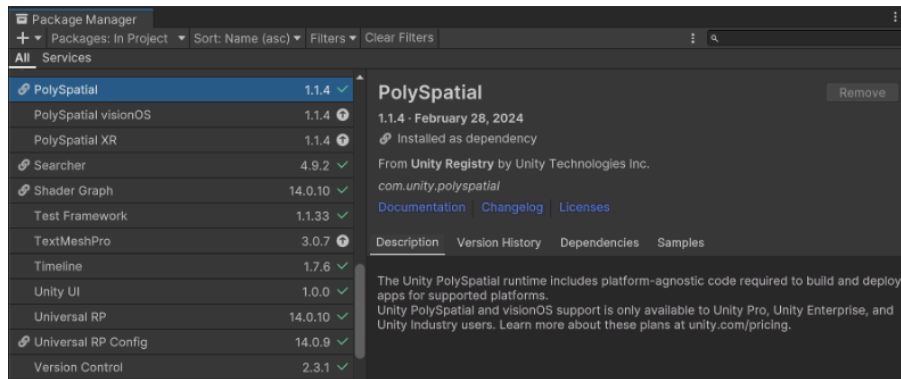 Package Manager
+ Packages: In Project Sort: Name (asc) Filters Clear Filters
All Services
PolySpatial 1.1.4
PolySpatial visionOS 1.1.4
PolySpatial XR 1.1.4
Searcher 4.9.2
Shader Graph 14.0.10
Test Framework 1.1.33
TextMeshPro 3.0.7
Timeline 1.7.6
Unity UI 1.0.0
Universal RP 14.0.10
Universal RP Config 14.0.9
Version Control 2.3.1
PolySpatial Remove
1.1.4 · February 28, 2024
Installed as dependency
From Unity Registry by Unity Technologies Inc.
com.unity.polyspatial
Documentation Changelog Licenses
Description Version History Dependencies Samples
The Unity PolySpatial runtime includes platform-agnostic code required to build and deploy
apps for supported platforms.
Unity PolySpatial and visionOS support is only available to Unity Pro, Unity Enterprise, and
Unity Industry users. Learn more about these plans at unity.com/pricing.